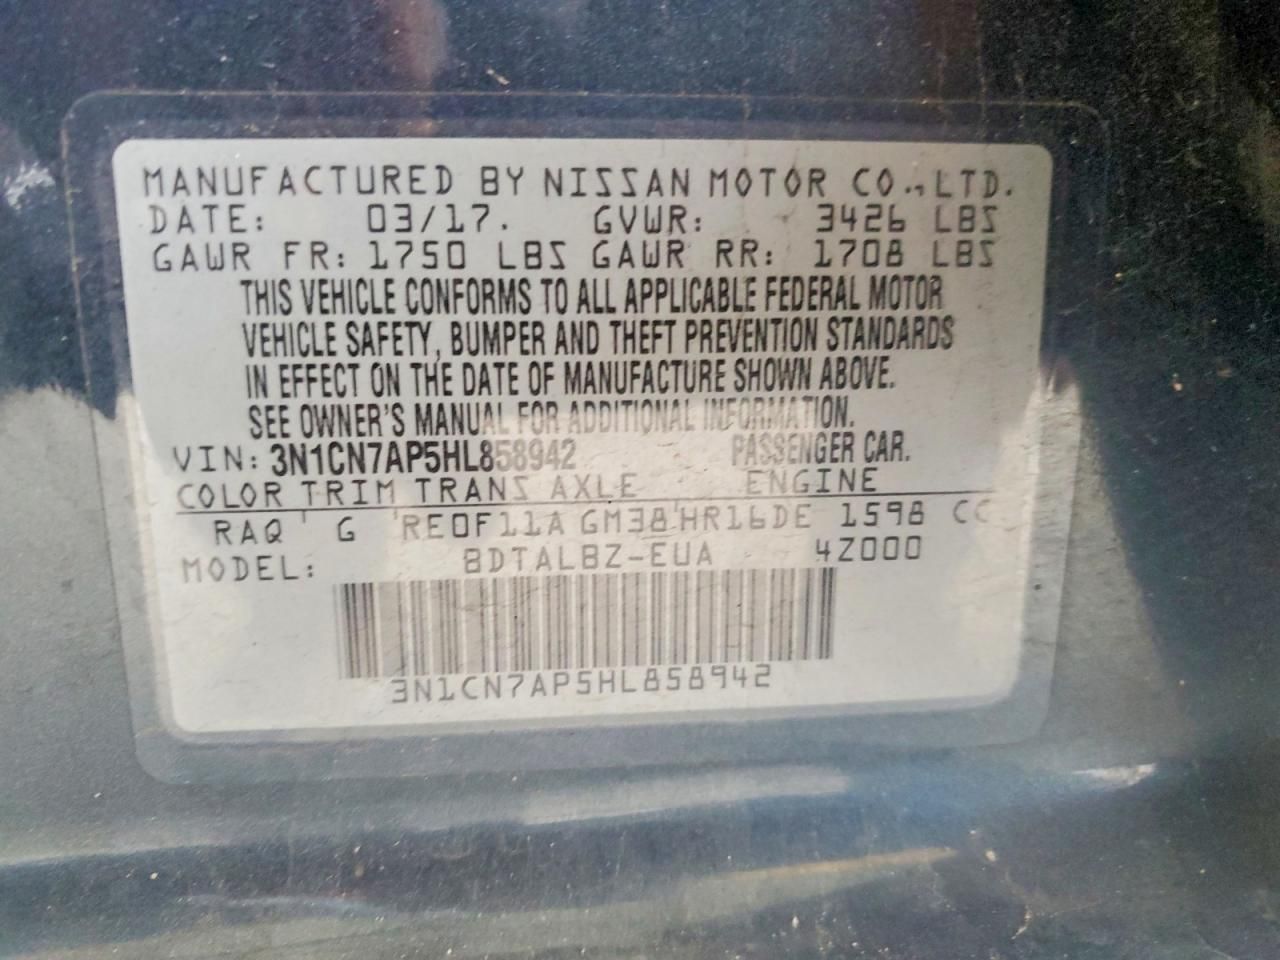 MANUFACTURED BY NISSAN MOTOR CO.,LTD.
DATE: 03/17. GVWR: 3426 LBS
GAWR FR: 1750 LBS GAWR RR: 1708 LBS
THIS VEHICLE CONFORMS TO ALL APPLICABLE FEDERAL MOTOR
VEHICLE SAFETY, BUMPER AND THEFT PREVENTION STANDARDS
IN EFFECT ON THE DATE OF MANUFACTURE SHOWN ABOVE.
SEE OWNER'S MANUAL FOR ADDITIONAL INFORMATION.
VIN: 3N1CN7AP5HL858942 PASSENGER CAR.
COLOR TRIM TRANS AXLE ENGINE
RAQ ' G 'RE0F11A GM38'HR16DE 1598 CC
MODEL: BDTALBZ-EUA 4Z000
3N1CN7AP5HL858942